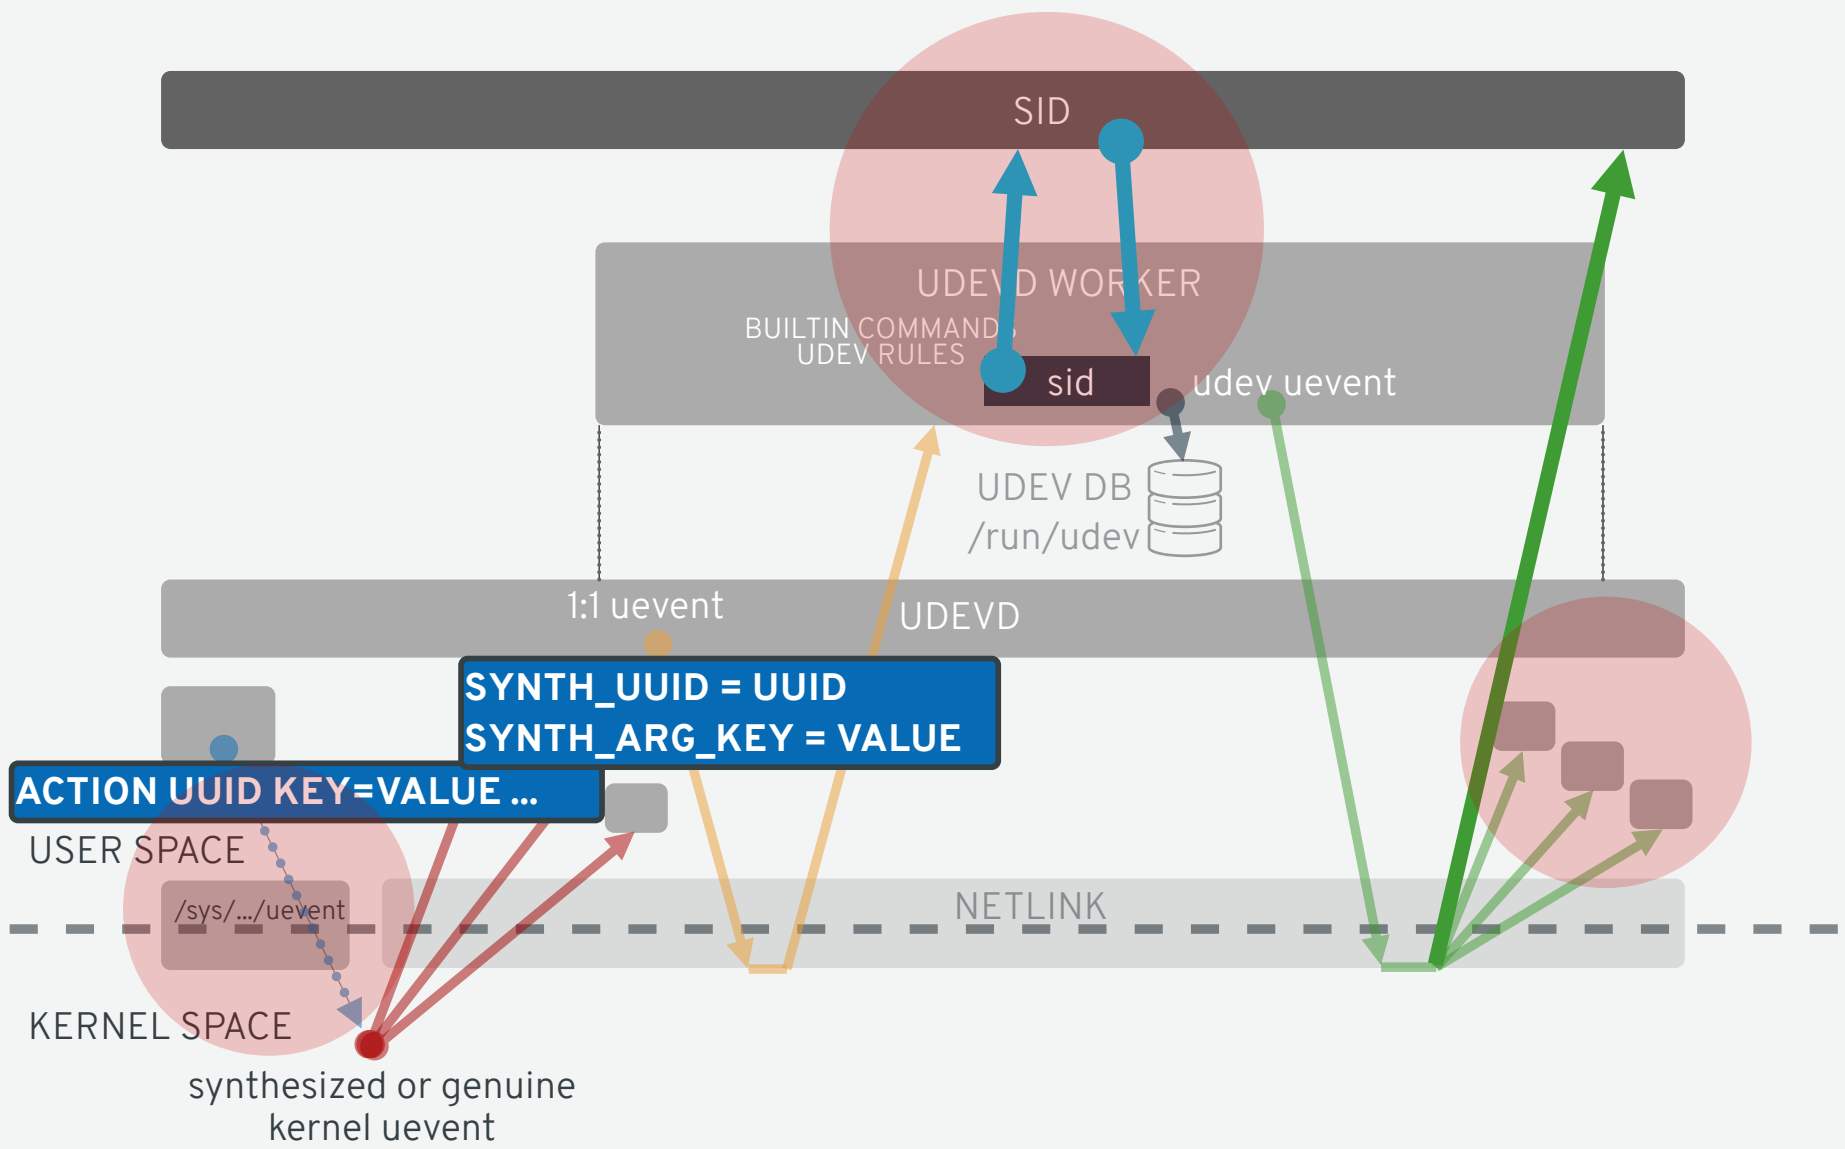 SID
UDEVD WORKER
BUILTIN COMMANDS
UDEV RULES
sid
udev uevent
UDEV DB
/run/udev
1:1 uevent
UDEVD
SYNTH_UUID = UUID
SYNTH_ARG_KEY = VALUE
ACTION UUID KEY=VALUE ...
USER SPACE
/sys/.../uevent
NETLINK
KERNEL SPACE
synthesized or genuine
kernel uevent